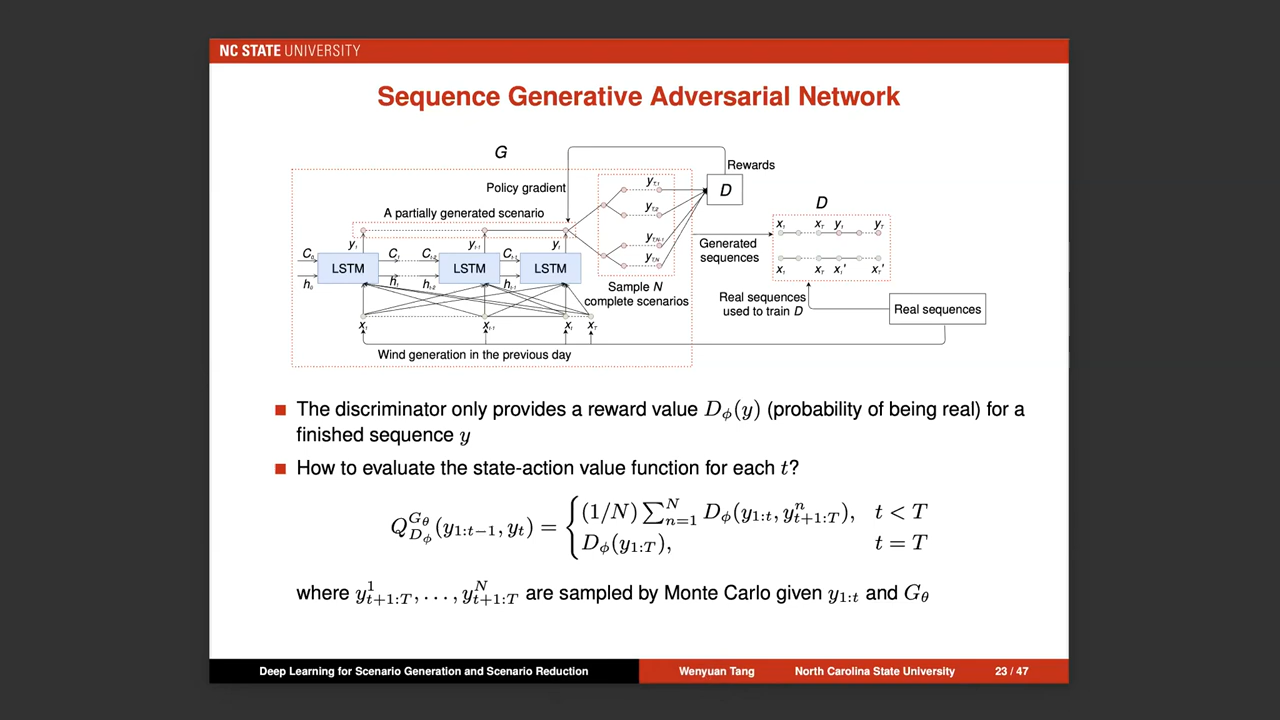 NC STATE UNIVERSITY
Sequence Generative Adversarial Network
G
Rewards
Policy gradient
D
A partially generated scenario
D
Generated
sequences
LSTM
LSTM
LSTM
Sample N
complete scenarios
Real sequences
used to train D
Real sequences
Wind generation in the previous day
The discriminator only provides a reward value D_ϕ(y) (probability of being real) for a
finished sequence y
How to evaluate the state-action value function for each t?
Q^{G_θ}_{D_ϕ}(y_{1:t−1}, y_t) = { (1/N) ∑_{n=1}^{N} D_ϕ(y_{1:t}, y^n_{t+1:T}), t < T
D_ϕ(y_{1:T}), t = T
where y^1_{t+1:T}, . . . , y^N_{t+1:T} are sampled by Monte Carlo given y_{1:t} and G_θ
Deep Learning for Scenario Generation and Scenario Reduction
Wenyuan Tang
North Carolina State University
23 / 47